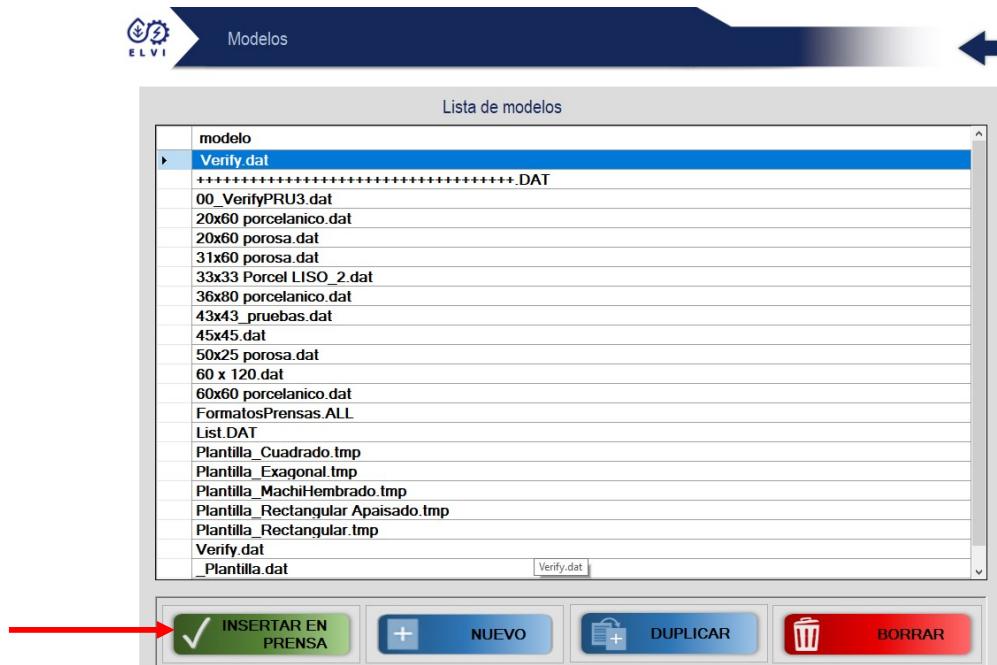 ELVI
Modelos
Lista de modelos
modelo
Verify.dat
++++++++++++++++++++++++++++++++++++.DAT
00_VerifyPRU3.dat
20x60 porcelanico.dat
20x60 porosa.dat
31x60 porosa.dat
33x33 Porcel LISO_2.dat
36x80 porcelanico.dat
43x43_pruebas.dat
45x45.dat
50x25 porosa.dat
60 x 120.dat
60x60 porcelanico.dat
FormatosPrensas.ALL
List.DAT
Plantilla_Cuadrado.tmp
Plantilla_Exagonal.tmp
Plantilla_MachiHembrado.tmp
Plantilla_Rectangular Apaisado.tmp
Plantilla_Rectangular.tmp
Verify.dat
_Plantilla.dat
Verify.dat
INSERTAR EN
PRENSA
NUEVO
DUPLICAR
BORRAR